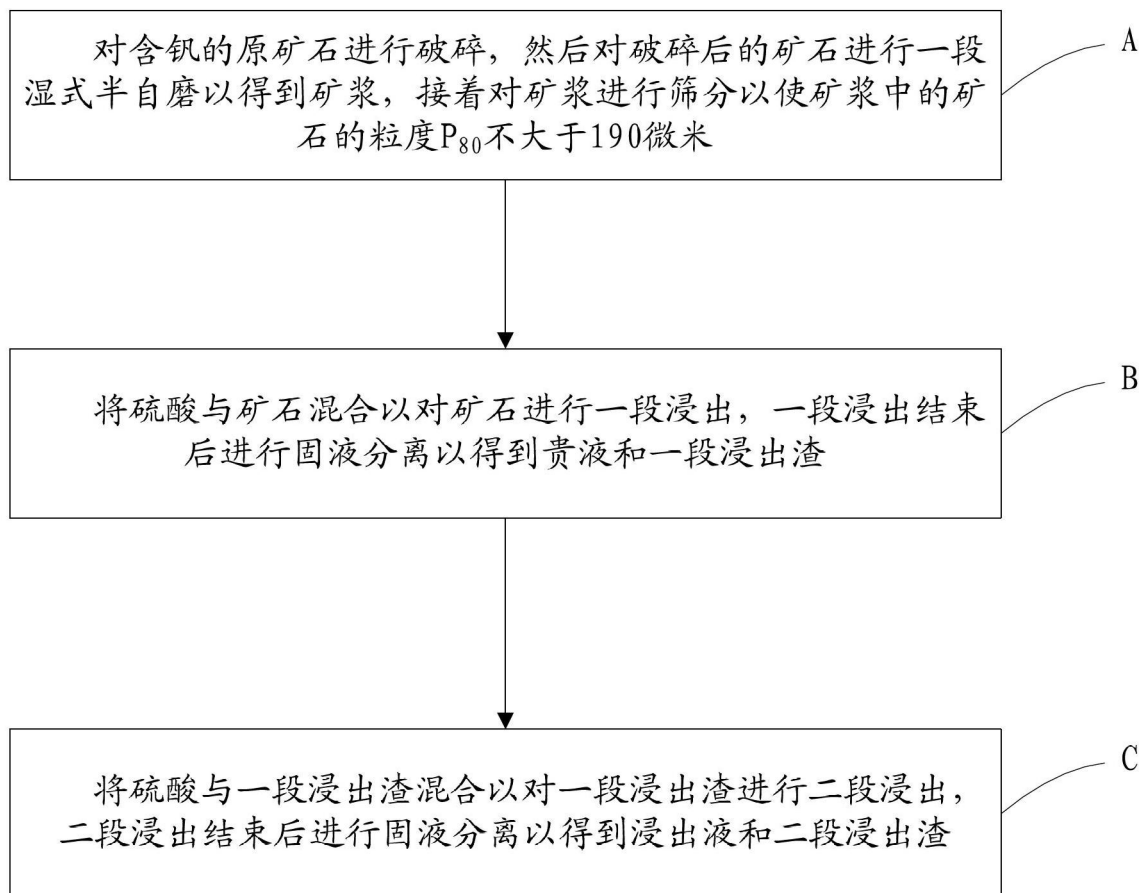 对含钒的原矿石进行破碎，然后对破碎后的矿石进行一段
湿式半自磨以得到矿浆，接着对矿浆进行筛分以使矿浆中的矿
石的粒度P80不大于190微米
A
将硫酸与矿石混合以对矿石进行一段浸出，一段浸出结束
后进行固液分离以得到贵液和一段浸出渣
B
将硫酸与一段浸出渣混合以对一段浸出渣进行二段浸出，
二段浸出结束后进行固液分离以得到浸出液和二段浸出渣
C